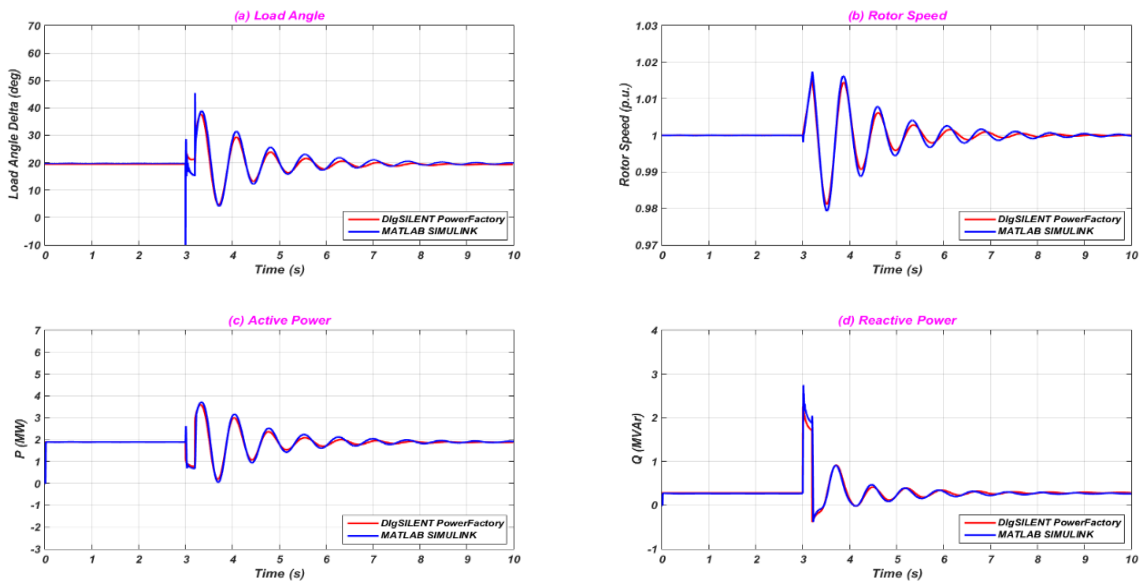 (a) Load Angle
Load Angle Delta (deg)
70
60
50
40
30
20
10
0
-10
0 1 2 3 4 5 6 7 8 9 10
Time (s)
DIgSILENT PowerFactory
MATLAB SIMULINK
(b) Rotor Speed
Rotor Speed (p.u.)
1.03
1.02
1.01
1
0.99
0.98
0.97
0 1 2 3 4 5 6 7 8 9 10
Time (s)
DIgSILENT PowerFactory
MATLAB SIMULINK
(c) Active Power
P (MW)
7
6
5
4
3
2
1
0
-1
-2
-3
0 1 2 3 4 5 6 7 8 9 10
Time (s)
DIgSILENT PowerFactory
MATLAB SIMULINK
(d) Reactive Power
Q (MVAr)
4
3
2
1
0
-1
0 1 2 3 4 5 6 7 8 9 10
Time (s)
DIgSILENT PowerFactory
MATLAB SIMULINK